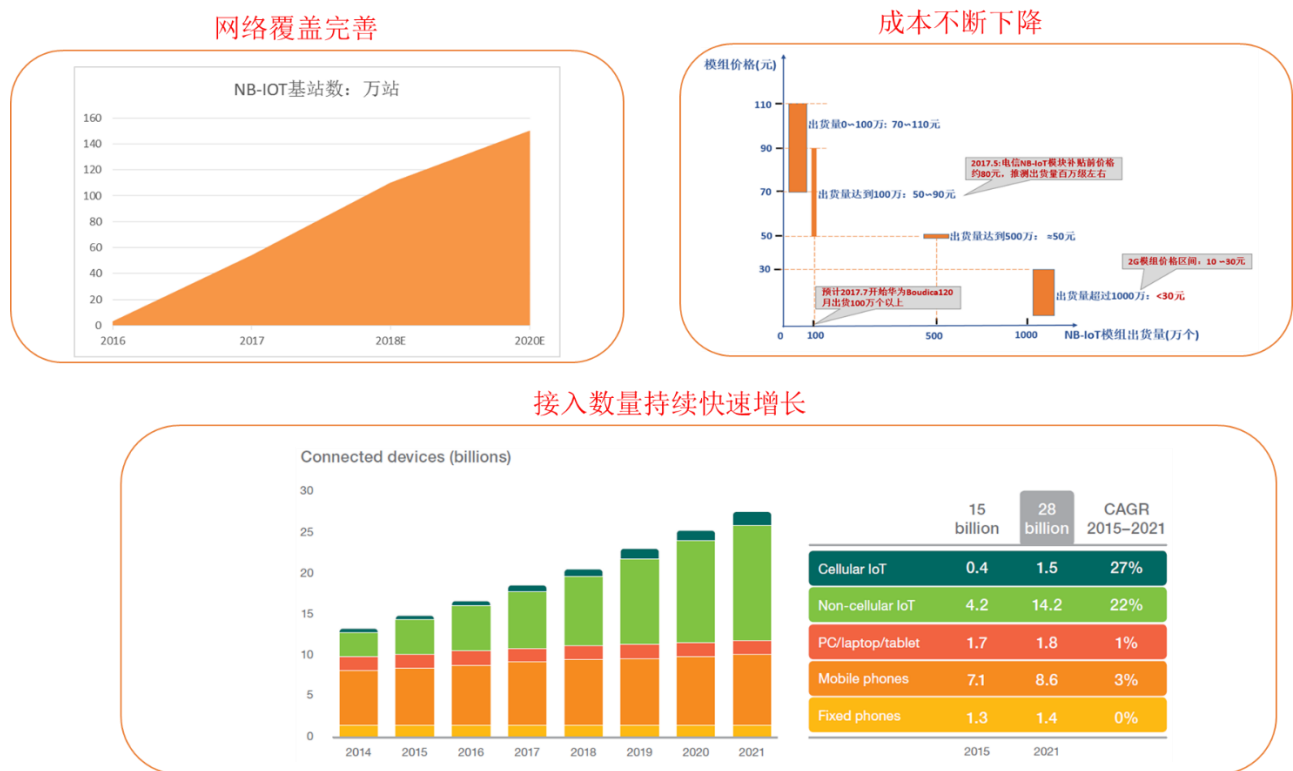 网络覆盖完善
NB-IOT基站数：万站
160
140
120
100
80
60
40
20
0
2016
2017
2018E
2020E
成本不断下降
模组价格(元)
110
90
70
50
30
0
100
500
1000
NB-IoT模组出货量(万个)
出货量0~100万：70~110元
2017.5:电信NB-IoT模块补贴前价格
约80元，推测出货量百万级左右
出货量达到100万：50~90元
出货量达到500万： ≈50元
2G模组价格区间，10 ~30元
出货量超过1000万：<30元
预计2017.7开始华为Boudica120
月出货100万个以上
接入数量持续快速增长
Connected devices (billions)
30
25
20
15
10
5
0
2014
2015
2016
2017
2018
2019
2020
2021
15 billion
28 billion
CAGR 2015–2021
Cellular IoT 0.4 1.5 27%
Non-cellular IoT 4.2 14.2 22%
PC/laptop/tablet 1.7 1.8 1%
Mobile phones 7.1 8.6 3%
Fixed phones 1.3 1.4 0%
2015 2021